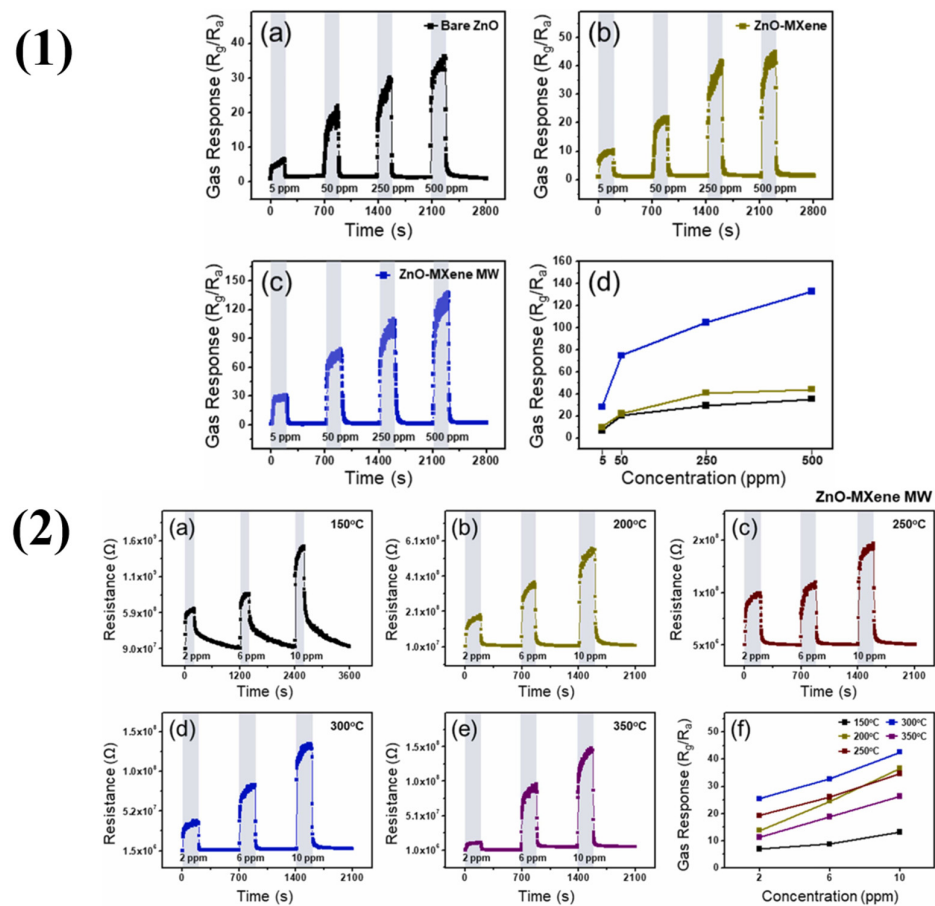 (1)
(a)
Bare ZnO
Gas Response (Rg/Ra)
40
30
20
10
0
5 ppm 50 ppm 250 ppm 500 ppm
0 700 1400 2100 2800
Time (s)
(b)
ZnO-MXene
Gas Response (Rg/Ra)
40
30
20
10
0
5 ppm 50 ppm 250 ppm 500 ppm
0 700 1400 2100 2800
Time (s)
(c)
ZnO-MXene MW
Gas Response (Rg/Ra)
150
120
90
60
30
0
5 ppm 50 ppm 250 ppm 500 ppm
0 700 1400 2100 2800
Time (s)
(d)
Gas Response (Rg/Ra)
160
140
120
100
80
60
40
20
0
5 50 250 500
Concentration (ppm)
(2)
ZnO-MXene MW
(a)
150°C
Resistance (Ω)
1.6x10⁹
1.1x10⁹
5.9x10⁸
9.0x10⁷
2 ppm 6 ppm 10 ppm
0 1200 2400 3600
Time (s)
(b)
200°C
Resistance (Ω)
6.1x10⁸
4.1x10⁸
2.1x10⁸
1.0x10⁷
2 ppm 6 ppm 10 ppm
0 700 1400 2100
Time (s)
(c)
250°C
Resistance (Ω)
2x10⁸
1x10⁸
5x10⁶
2 ppm 6 ppm 10 ppm
0 700 1400 2100
Time (s)
(d)
300°C
Resistance (Ω)
1.5x10⁸
1.0x10⁸
5.2x10⁷
1.5x10⁶
2 ppm 6 ppm 10 ppm
0 700 1400 2100
Time (s)
(e)
350°C
Resistance (Ω)
2 ppm 6 ppm 10 ppm
0 700 1400 2100
Time (s)
(f)
150°C 300°C
200°C 350°C
250°C
Gas Response (Rg/Ra)
50
40
30
20
10
0
2 6 10
Concentration (ppm)